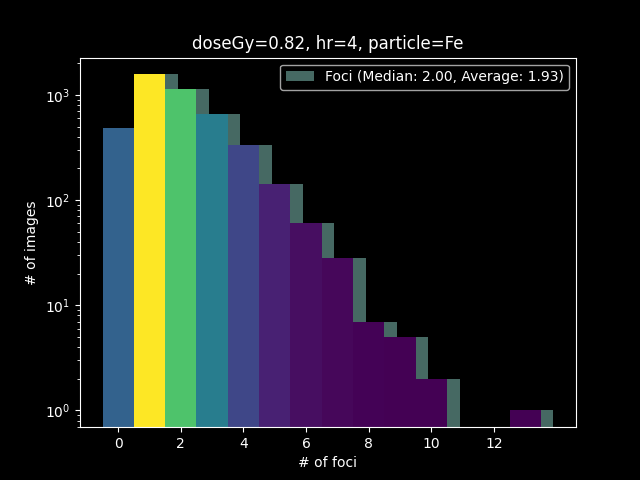 doseGy=0.82, hr=4, particle=Fe
Foci (Median: 2.00, Average: 1.93)
# of images
10³
10²
10¹
10⁰
0 2 4 6 8 10 12
# of foci